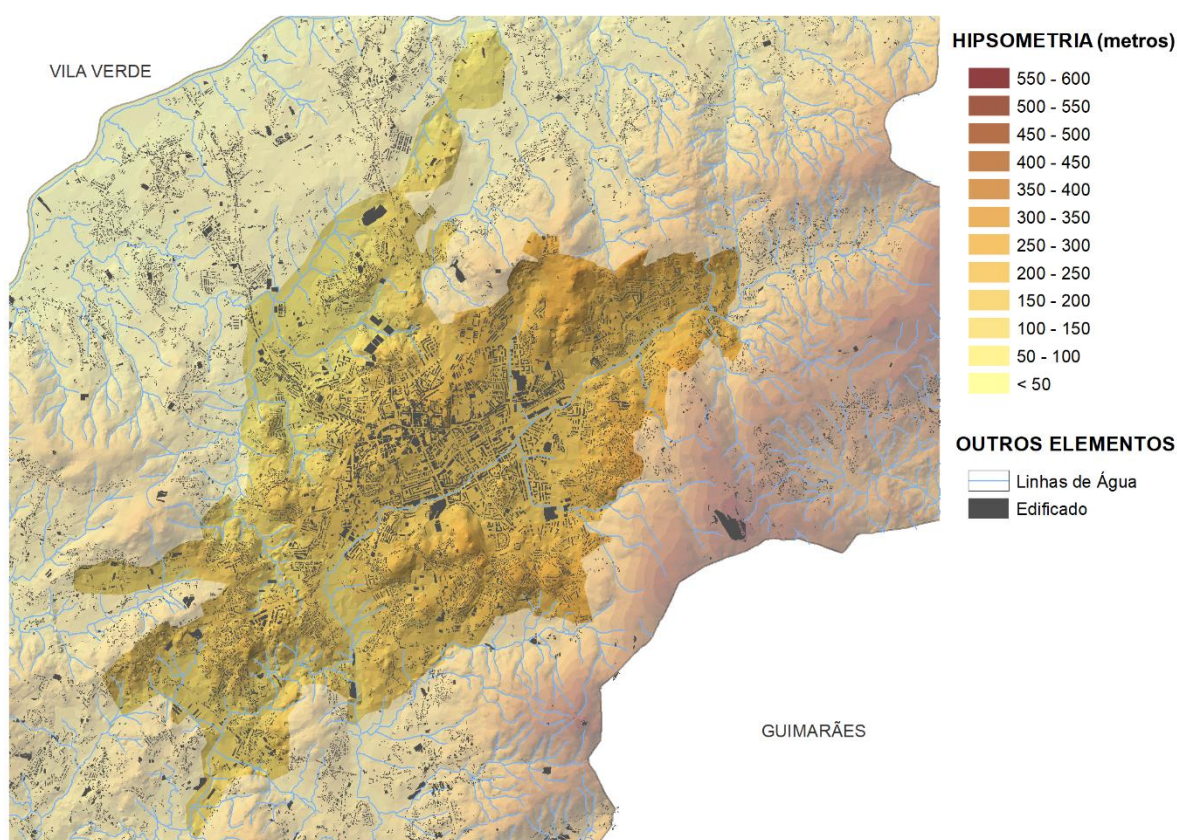 VILA VERDE
GUIMARÃES
HIPSOMETRIA (metros)
550 - 600
500 - 550
450 - 500
400 - 450
350 - 400
300 - 350
250 - 300
200 - 250
150 - 200
100 - 150
50 - 100
< 50
OUTROS ELEMENTOS
Linhas de Água
Edificado